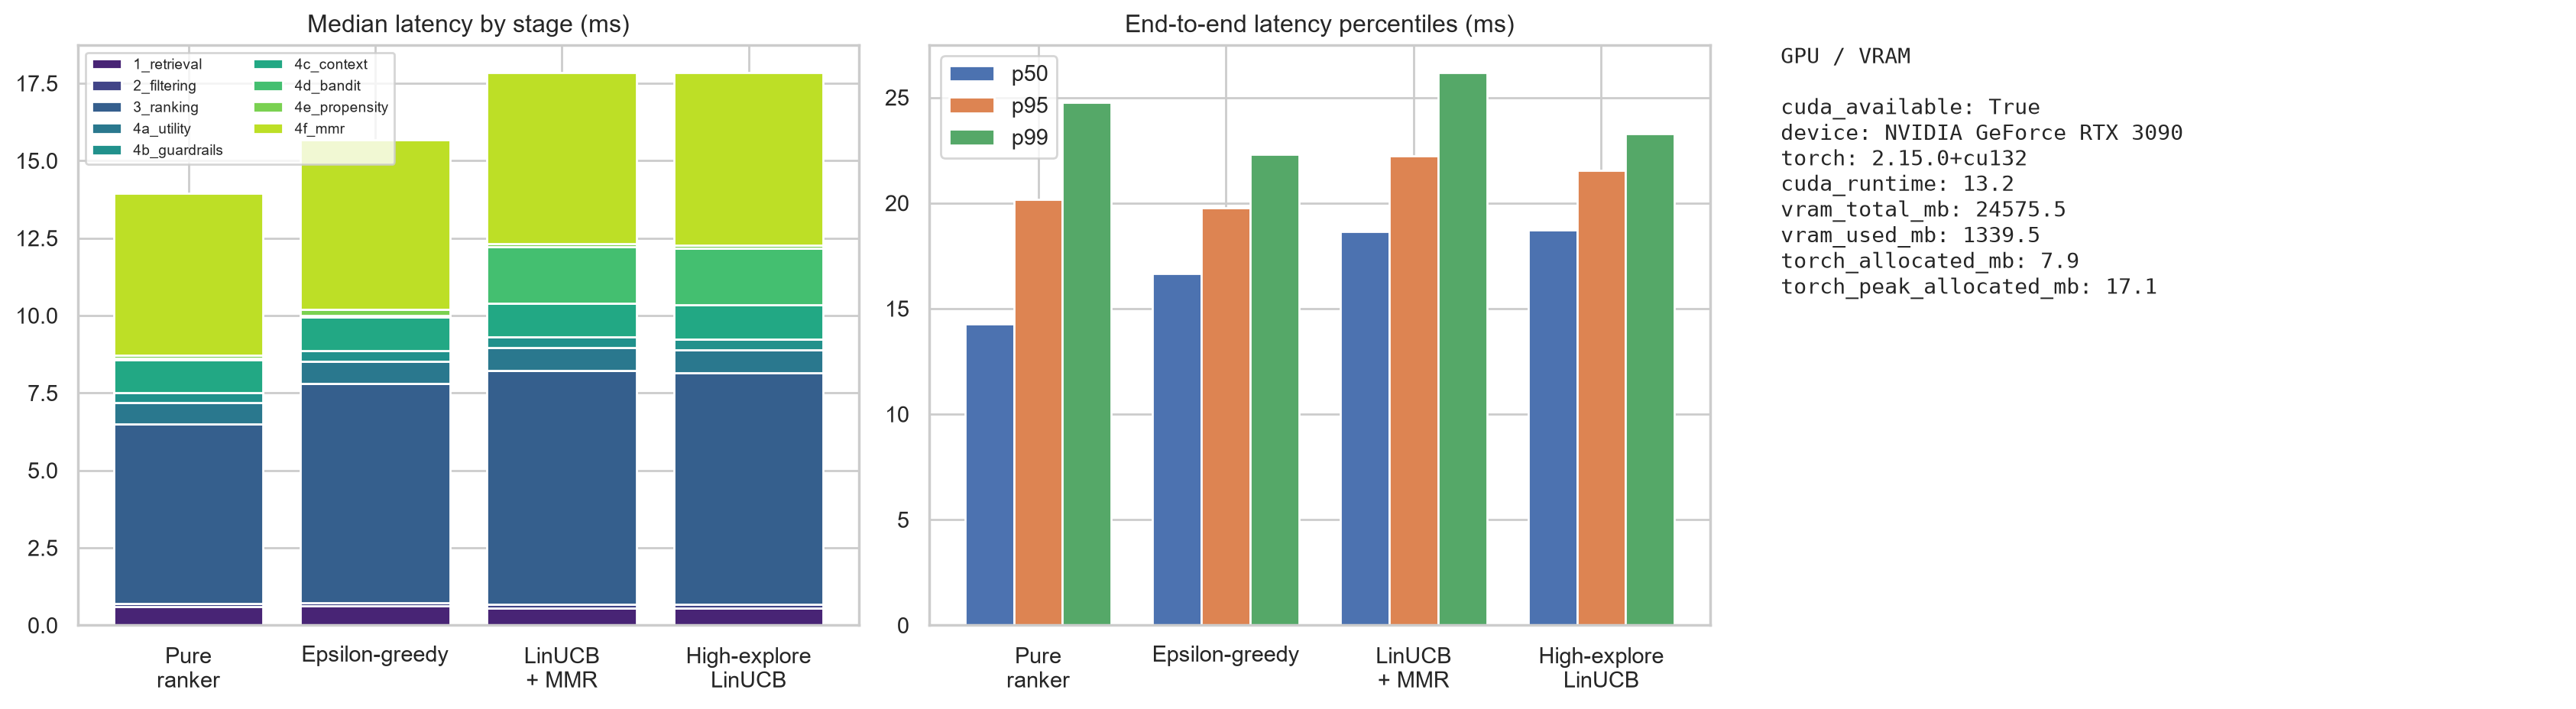 Median latency by stage (ms)
1_retrieval
2_filtering
3_ranking
4a_utility
4b_guardrails
4c_context
4d_bandit
4e_propensity
4f_mmr
17.5
15.0
12.5
10.0
7.5
5.0
2.5
0.0
Pure
ranker
Epsilon-greedy
LinUCB
+ MMR
High-explore
LinUCB
End-to-end latency percentiles (ms)
p50
p95
p99
25
20
15
10
5
0
Pure
ranker
Epsilon-greedy
LinUCB
+ MMR
High-explore
LinUCB
GPU / VRAM
cuda_available: True
device: NVIDIA GeForce RTX 3090
torch: 2.15.0+cu132
cuda_runtime: 13.2
vram_total_mb: 24575.5
vram_used_mb: 1339.5
torch_allocated_mb: 7.9
torch_peak_allocated_mb: 17.1